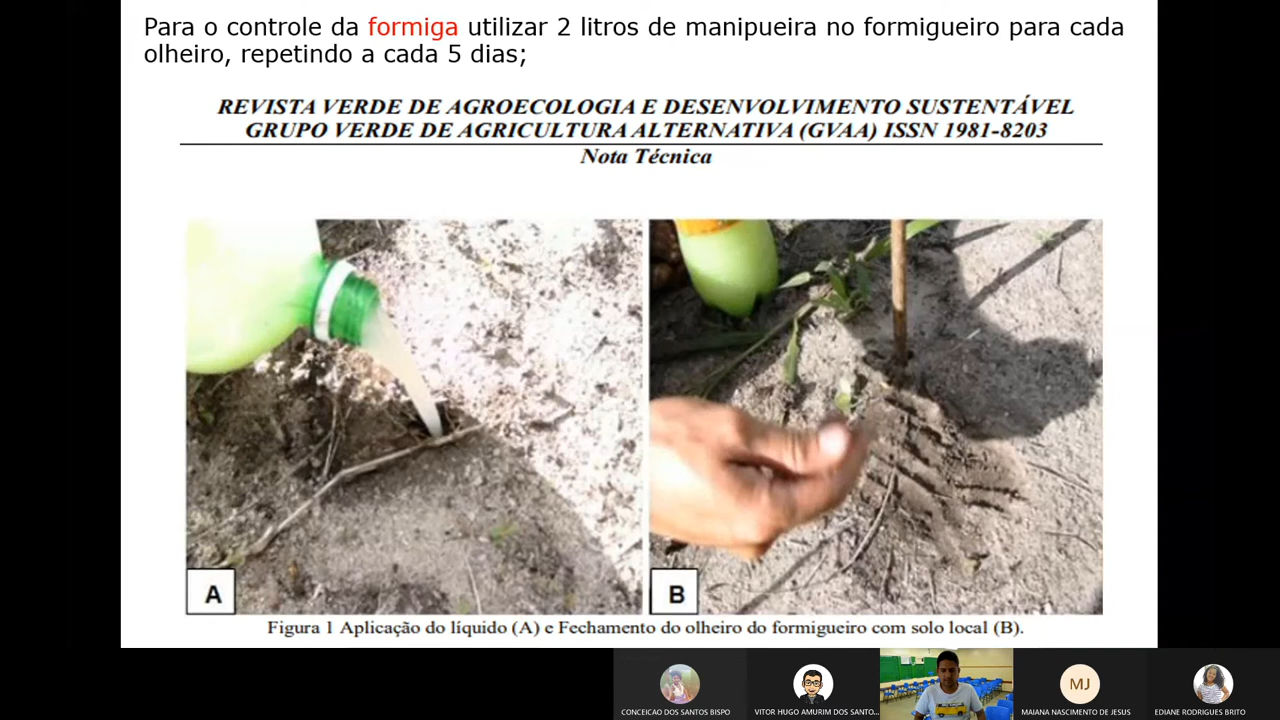 Para o controle da formiga utilizar 2 litros de manipueira no formigueiro para cada
olheiro, repetindo a cada 5 dias;
REVISTA VERDE DE AGROECOLOGIA E DESENVOLVIMENTO SUSTENTÁVEL
GRUPO VERDE DE AGRICULTURA ALTERNATIVA (GVAA) ISSN 1981-8203
Nota Técnica
A
B
Figura 1 Aplicação do líquido (A) e Fechamento do olheiro do formigueiro com solo local (B).
MJ
CONCEICAO DOS SANTOS BISPO
VITOR HUGO AMURIM DOS SANTO...
MAIANA NASCIMENTO DE JESUS
EDIANE RODRIGUES BRITO